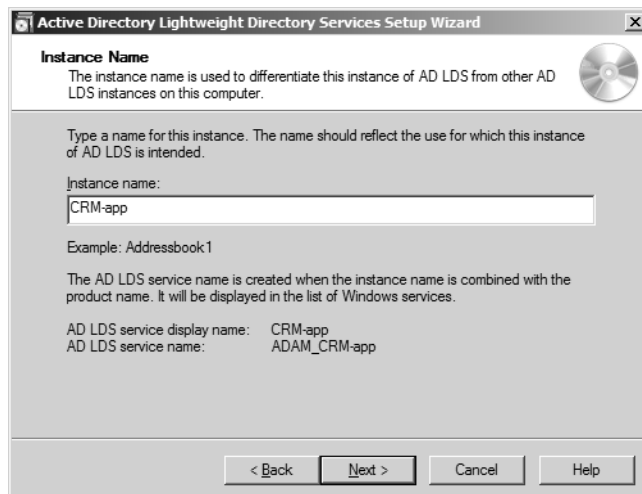 Active Directory Lightweight Directory Services Setup Wizard
Instance Name
The instance name is used to differentiate this instance of AD LDS from other AD
LDS instances on this computer.
Type a name for this instance. The name should reflect the use for which this instance
of AD LDS is intended.
Instance name:
CRM-app
Example: Addressbook1
The AD LDS service name is created when the instance name is combined with the
product name. It will be displayed in the list of Windows services.
AD LDS service display name: CRM-app
AD LDS service name: ADAM_CRM-app
< Back Next > Cancel Help